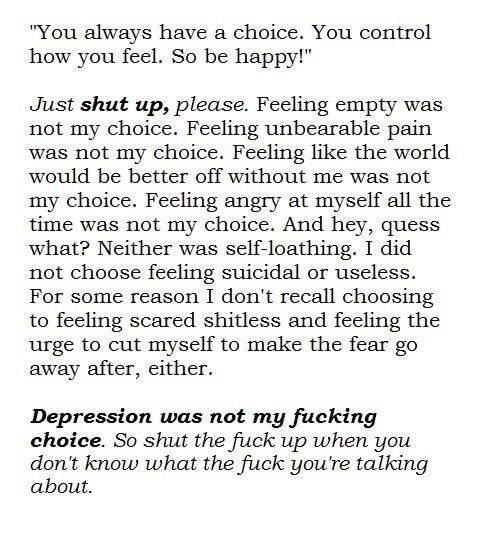 "You always have a choice. You control
how you feel. So be happy!"
Just shut up, please. Feeling empty was
not my choice. Feeling unbearable pain
was not my choice. Feeling like the world
would be better off without me was not
my choice. Feeling angry at myself all the
time was not my choice. And hey, quess
what? Neither was self-loathing. I did
not choose feeling suicidal or useless.
For some reason I don't recall choosing
to feeling scared shitless and feeling the
urge to cut myself to make the fear go
away after, either.
Depression was not my fucking
choice. So shut the fuck up when you
don't know what the fuck you're talking
about.